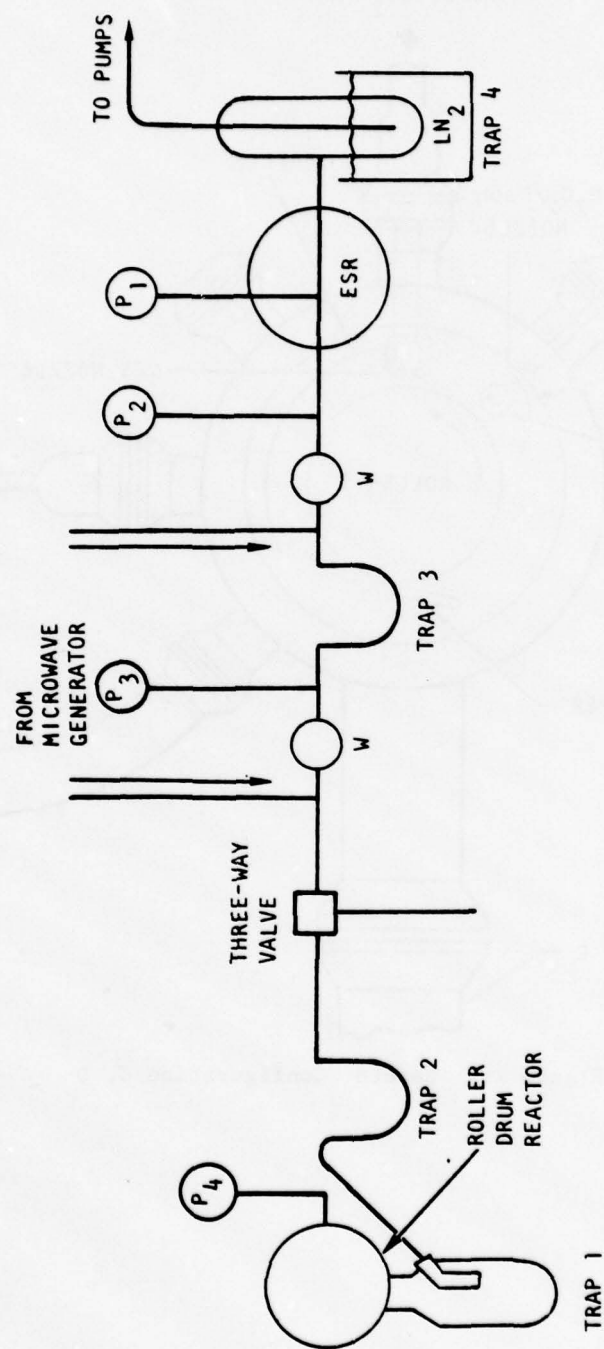 TO PUMPS
FROM
MICROWAVE
GENERATOR
P4
P3
P2
P1
THREE-WAY
VALVE
W
W
ESR
LN2
TRAP 2
TRAP 3
TRAP 4
ROLLER
DRUM
REACTOR
TRAP 1
Configuration